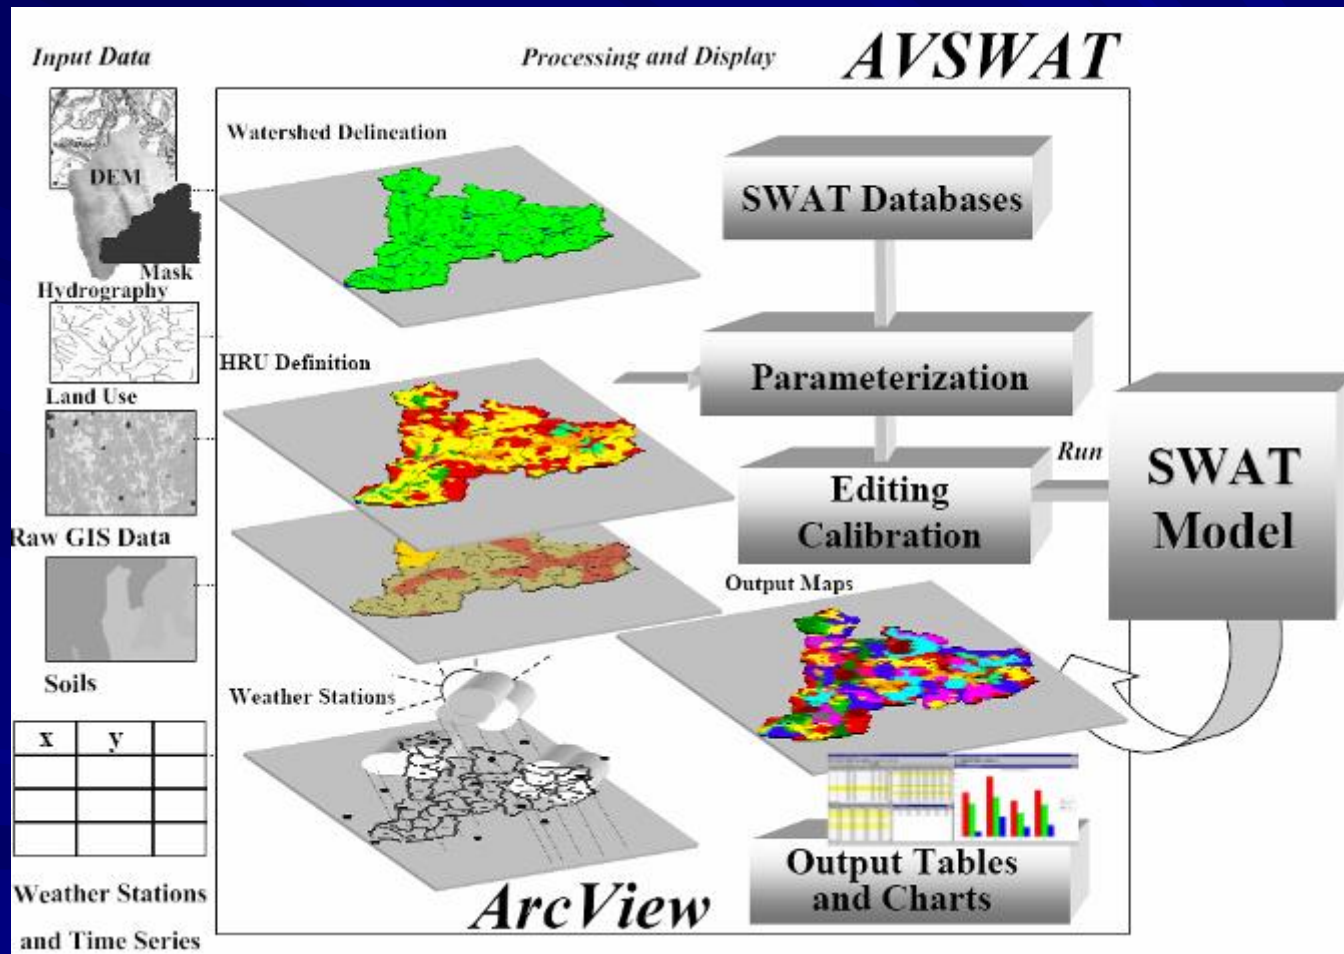 Input Data
Processing and Display
AVSWAT
DEM
Mask
Hydrography
Land Use
Raw GIS Data
Soils
x y
Weather Stations
and Time Series
Watershed Delineation
HRU Definition
Weather Stations
ArcView
SWAT Databases
Parameterization
Editing
Calibration
Run
SWAT
Model
Output Maps
Output Tables
and Charts